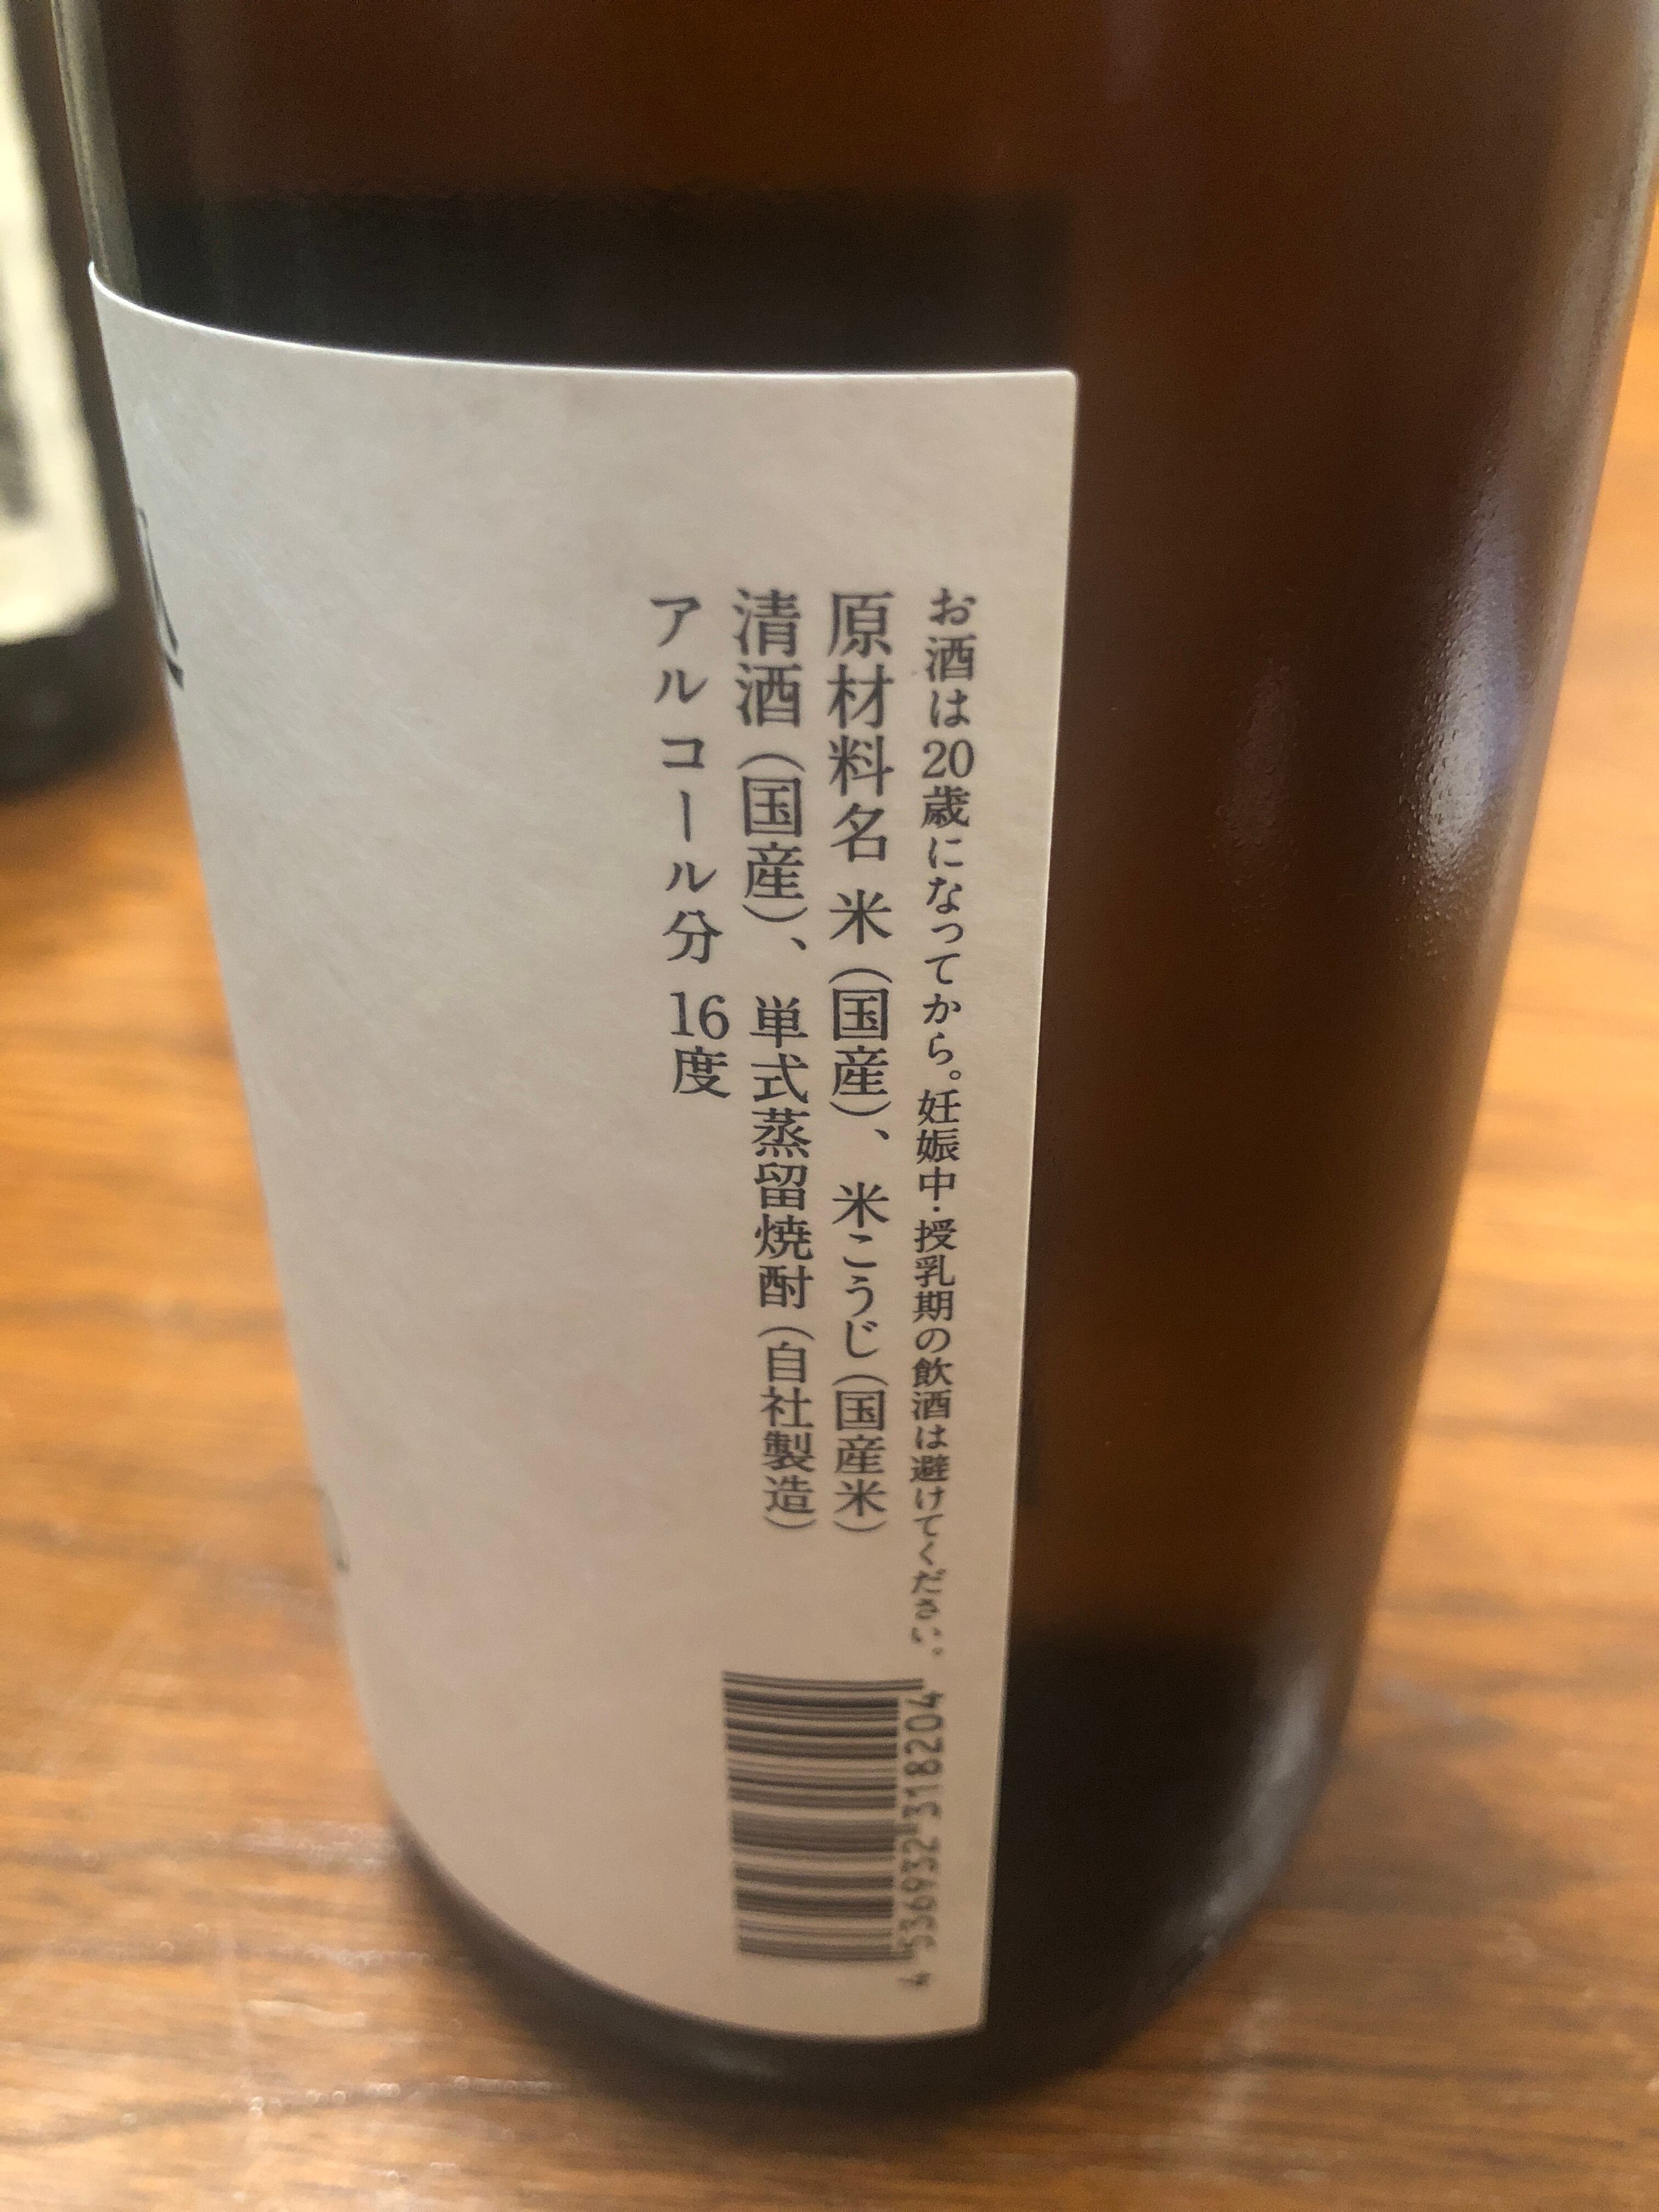 お酒は20歳になってから。妊娠中・授乳期の飲酒は避けてください。
原材料名 米（国産）、米こうじ（国産米）
清酒（国産）、単式蒸留焼酎（自社製造）
アルコール分 16度
4 536932 318204